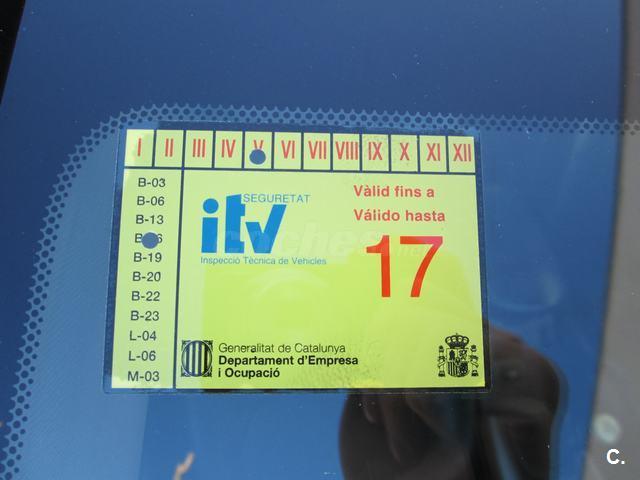 I II III IV V VI VII VIII IX X XI XII
B-03
B-06
B-13
B-19
B-20
B-22
B-23
L-04
L-06
M-03
SEGURETAT
itv
Inspecció Tècnica de Vehicles
Vàlid fins a
Válido hasta
17
Generalitat de Catalunya
Departament d'Empresa
i Ocupació
C.